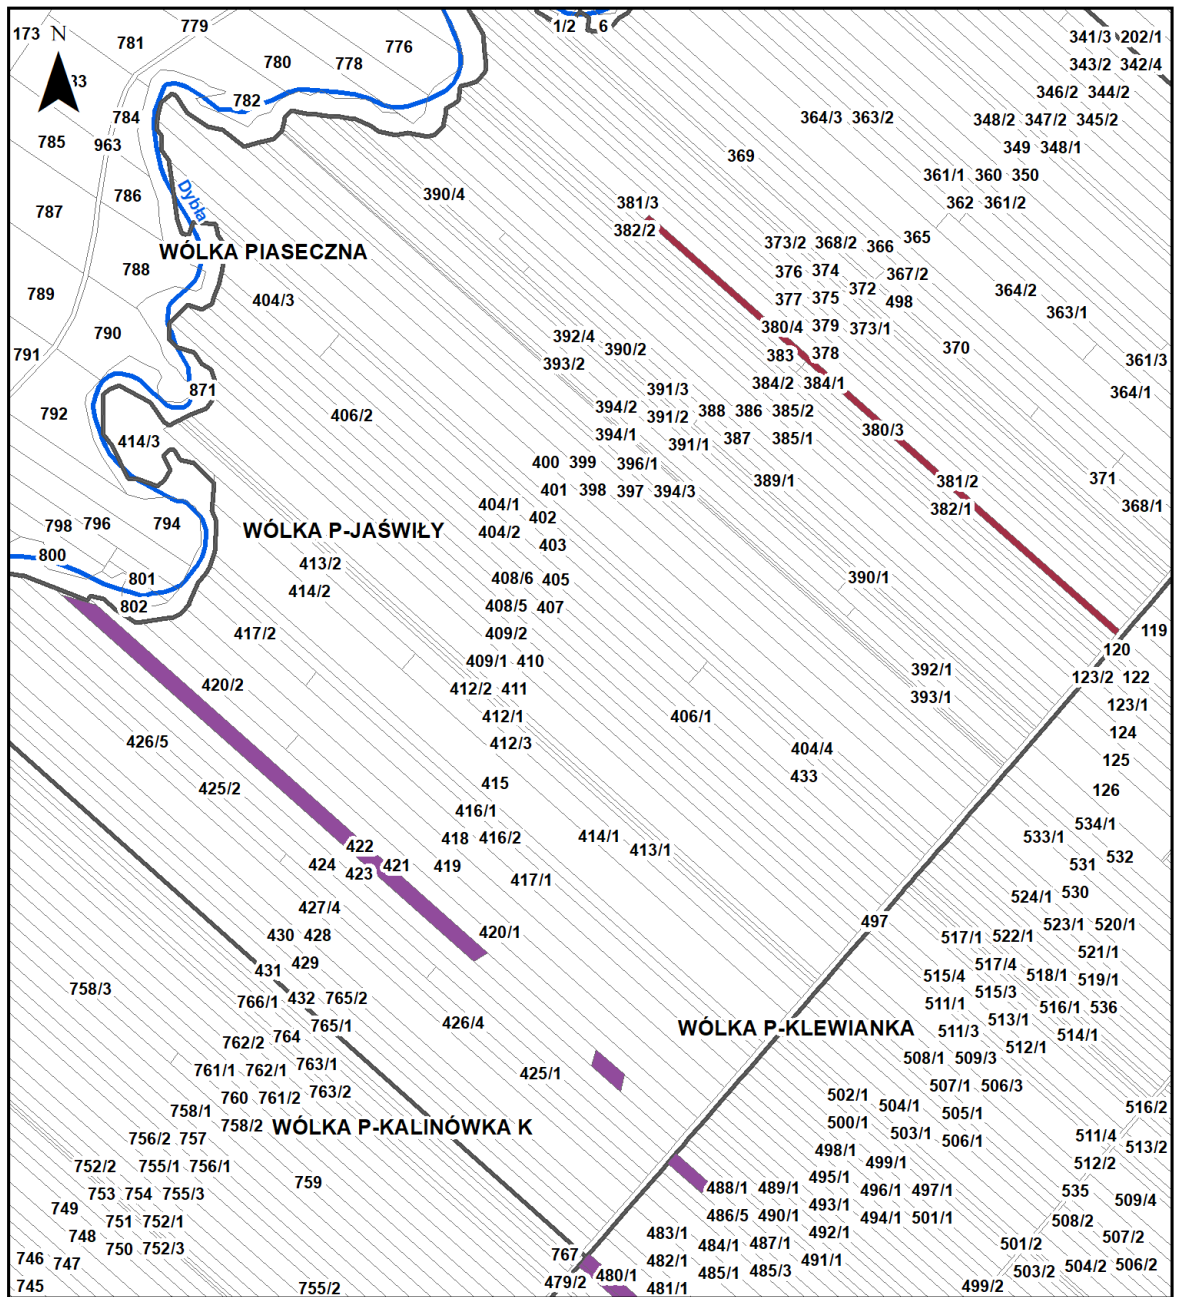 1/2 6
173 N 779
781 776
341/3 202/1
780 778
343/2 342/4
782
346/2 344/2
784
364/3 363/2 348/2 347/2 345/2
785 963
349 348/1
369
361/1 360 350
786 390/4
787 Dybła 381/3 362 361/2
382/2
WÓLKA PIASECZNA
373/2 368/2 366 365
788 376 374 367/2
789 404/3 377 375 372 498 364/2
363/1
790 380/4 379 373/1
392/4 390/2 370
791 393/2 383 378 361/3
871 391/3 384/2 384/1 364/1
792 406/2 394/2 391/2 388 386 385/2
414/3 394/1 391/1 387 385/1 380/3
400 399 396/1
401 398 397 394/3 389/1 381/2 371
404/1 402 382/1 368/1
798 796 794 WÓLKA P-JAŚWIŁY 404/2
403
800 413/2
801 408/6 405 390/1
802 414/2 408/5 407
417/2 409/2 119
409/1 410 120
420/2 412/2 411 392/1 123/2 122
393/1 123/1
412/1 406/1
426/5 412/3 404/4 124
433 125
425/2 415 126
416/1
418 416/2 414/1 413/1 533/1 534/1
422
424 423 421 419 531 532
417/1
427/4 524/1 530
430 428 420/1 497 523/1 520/1
517/1 522/1
431 429 521/1
517/4
515/4 518/1 519/1
758/3 766/1 432 765/2 515/3
511/1 516/1 536
765/1 426/4 WÓLKA P-KLEWIANKA 513/1
762/2 764 511/3 514/1
512/1
761/1 762/1 763/1 425/1 508/1 509/3
760 761/2 763/2 507/1 506/3
758/1 502/1 504/1 505/1 516/2
758/2 WÓLKA P-KALINÓWKA K 500/1
756/2 757 503/1 506/1 511/4
498/1 513/2
752/2 755/1 756/1 499/1 512/2
759 495/1
753 754 755/3 488/1 489/1 496/1 497/1 535
749 493/1 509/4
751 752/1 486/5 490/1 494/1 501/1 508/2
748 483/1 492/1 507/2
750 752/3 767 484/1 487/1 501/2
746 747 482/1 491/1
479/2 480/1 485/1 485/3 503/2 504/2 506/2
745 755/2 481/1 499/2